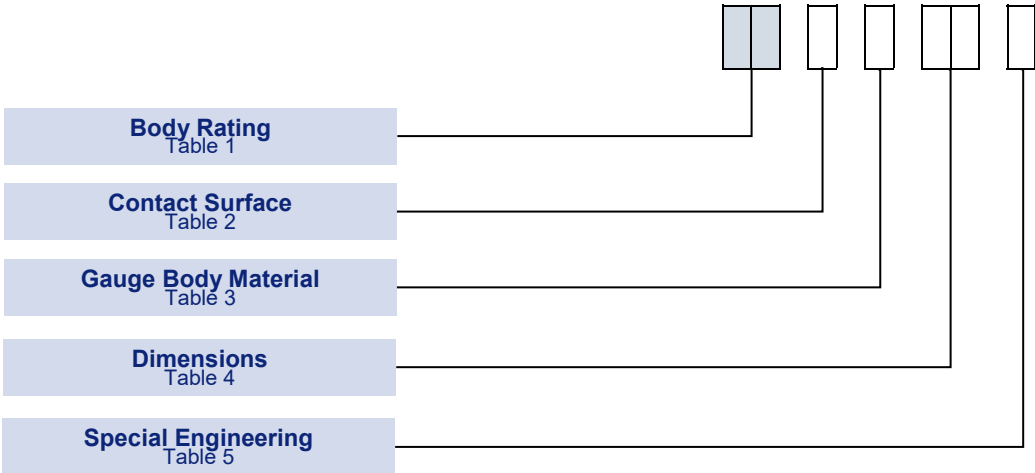 Body Rating
Table 1
Contact Surface
Table 2
Gauge Body Material
Table 3
Dimensions
Table 4
Special Engineering
Table 5